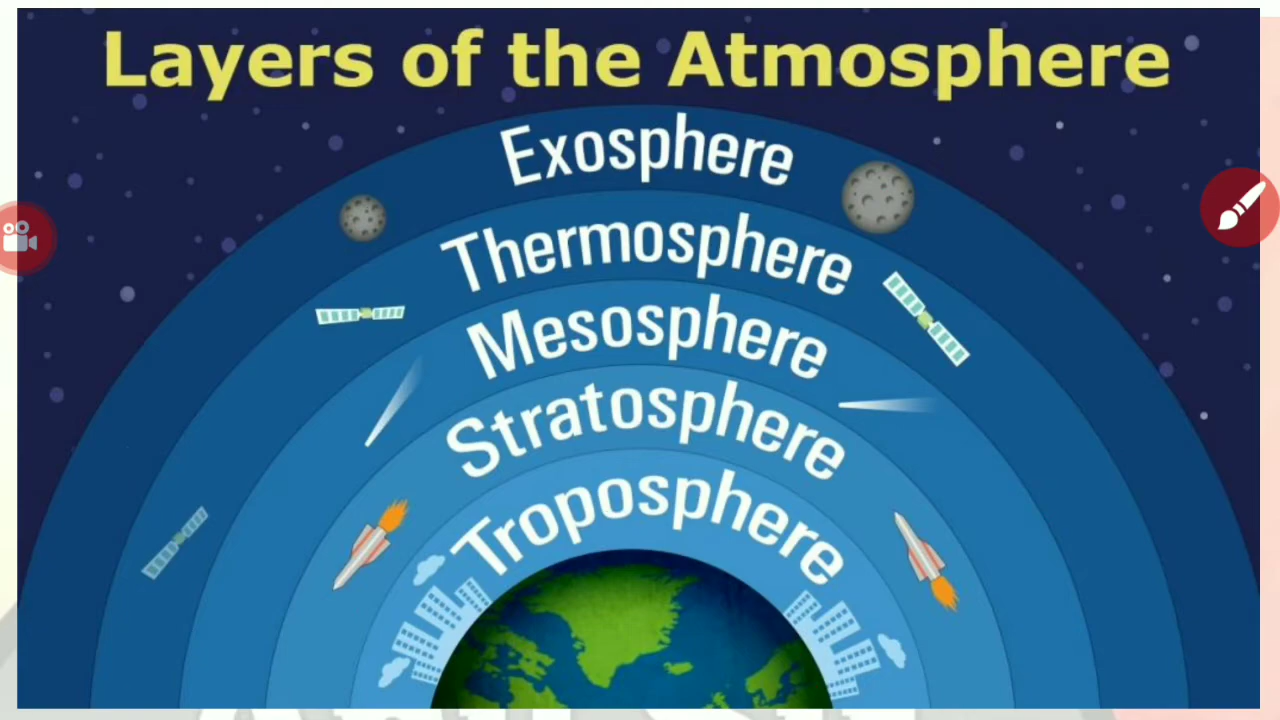 Layers of the Atmosphere
Exosphere
Thermosphere
Mesosphere
Stratosphere
Troposphere